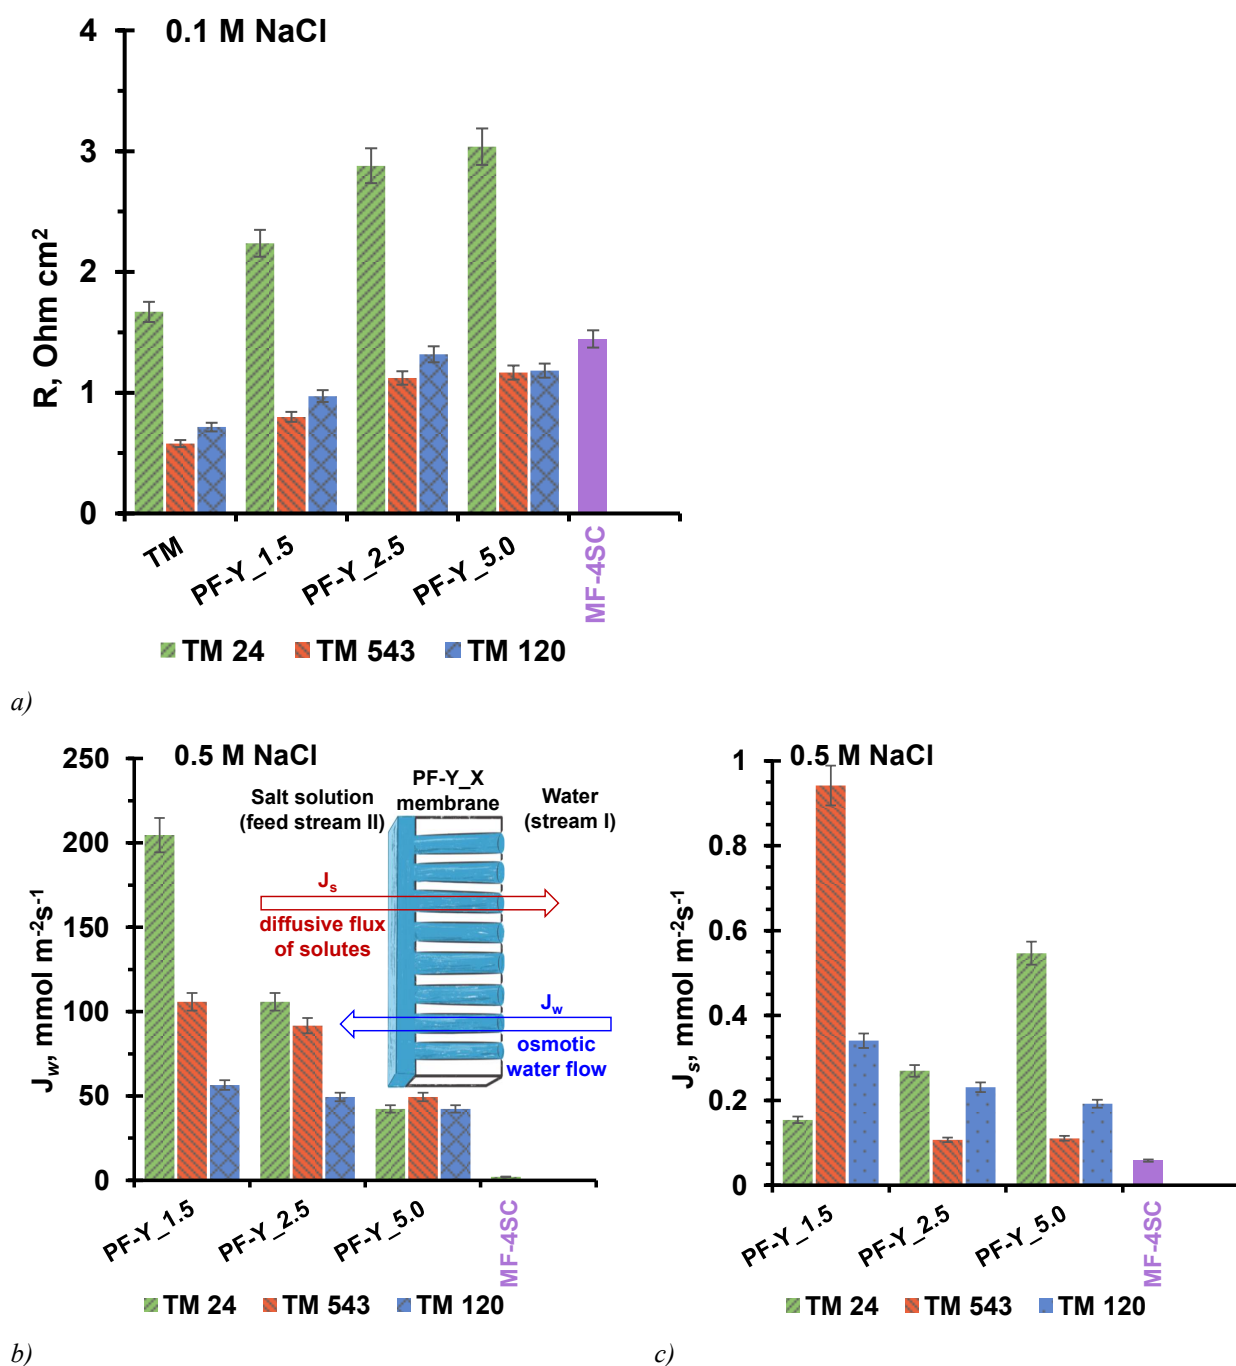 0.1 M NaCl
4
3
2
1
0
R, Ohm cm²
TM
PF-Y_1.5
PF-Y_2.5
PF-Y_5.0
MF-4SC
TM 24
TM 543
TM 120
a)
0.5 M NaCl
250
200
150
100
50
0
J_w, mmol m⁻²s⁻¹
Salt solution
(feed stream II)
PF-Y_X
membrane
Water
(stream I)
J_s
diffusive flux
of solutes
J_w
osmotic
water flow
PF-Y_1.5
PF-Y_2.5
PF-Y_5.0
MF-4SC
TM 24
TM 543
TM 120
b)
0.5 M NaCl
1
0.8
0.6
0.4
0.2
0
J_s, mmol m⁻²s⁻¹
PF-Y_1.5
PF-Y_2.5
PF-Y_5.0
MF-4SC
TM 24
TM 543
TM 120
c)